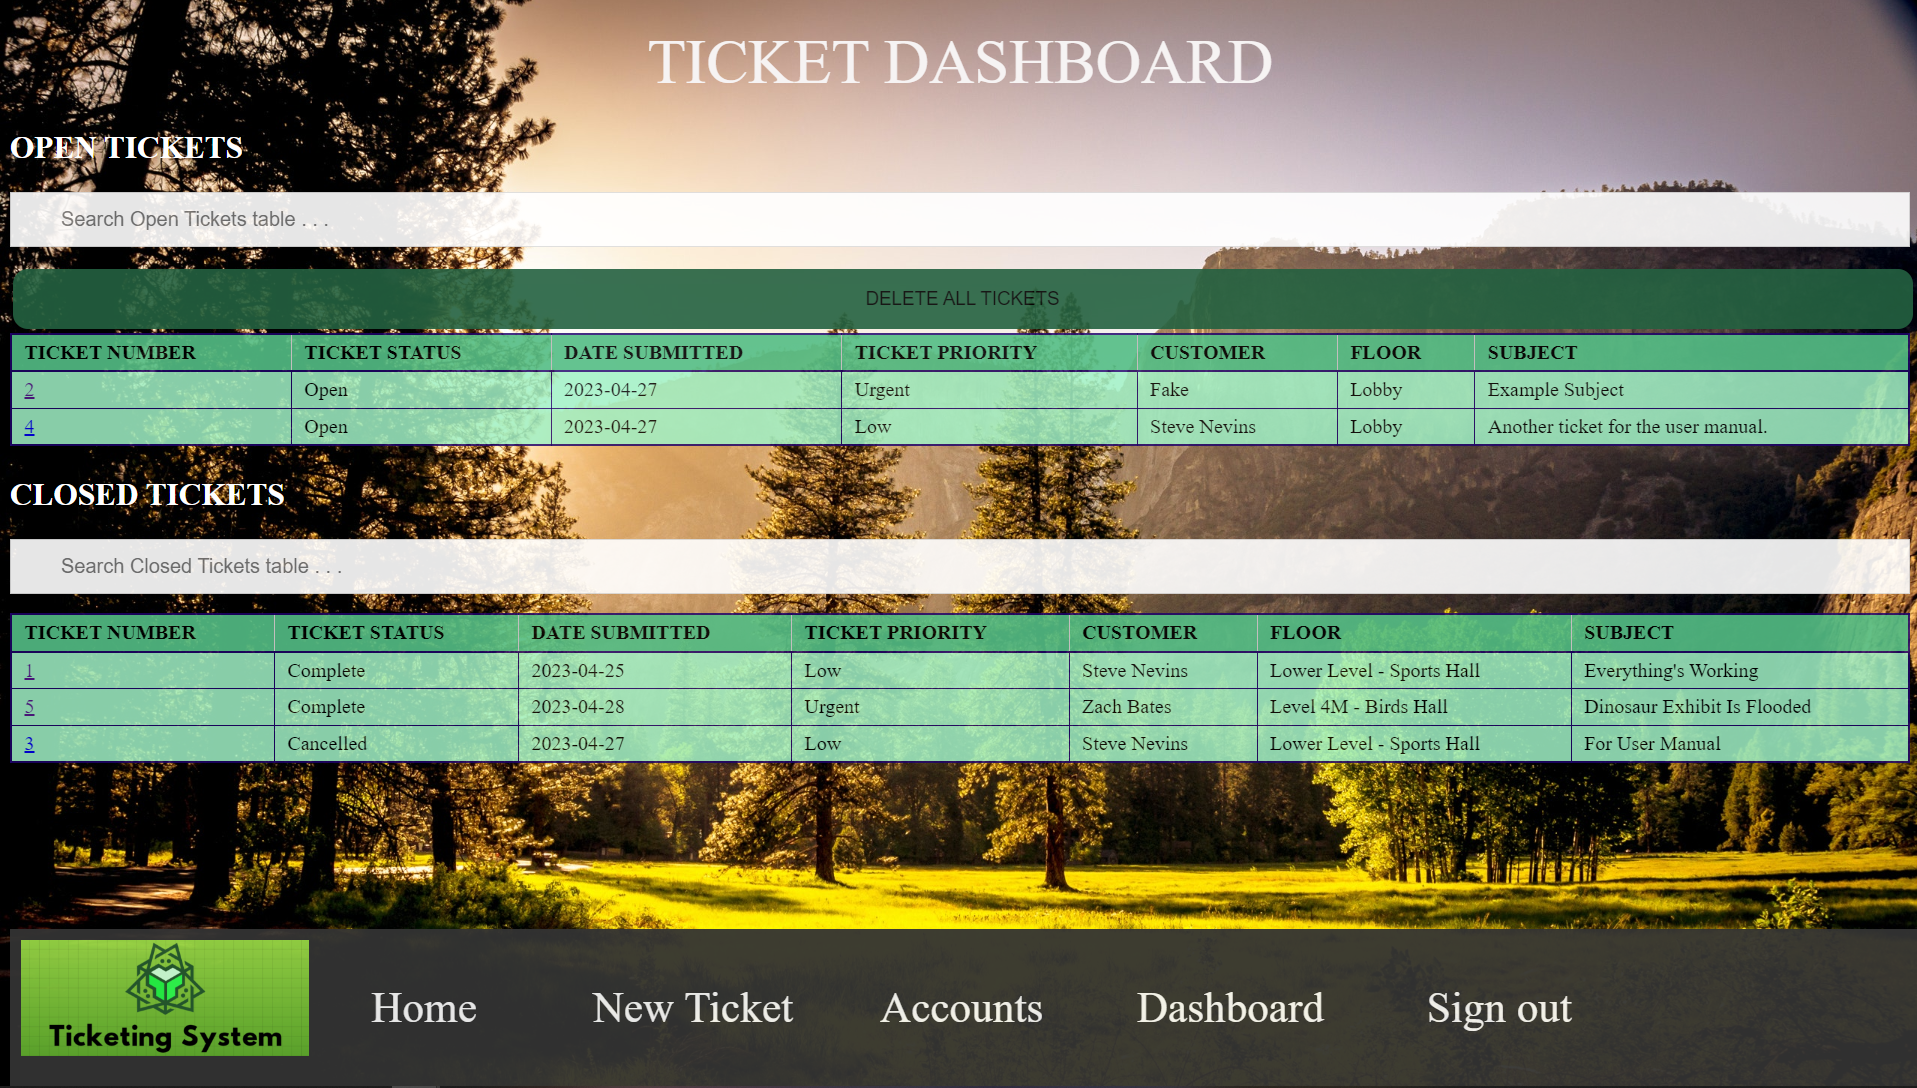 TICKET DASHBOARD
OPEN TICKETS
Search Open Tickets table . . .
DELETE ALL TICKETS
TICKET NUMBER TICKET STATUS DATE SUBMITTED TICKET PRIORITY CUSTOMER FLOOR SUBJECT
2 Open 2023-04-27 Urgent Fake Lobby Example Subject
4 Open 2023-04-27 Low Steve Nevins Lobby Another ticket for the user manual.
CLOSED TICKETS
Search Closed Tickets table . . .
TICKET NUMBER TICKET STATUS DATE SUBMITTED TICKET PRIORITY CUSTOMER FLOOR SUBJECT
1 Complete 2023-04-25 Low Steve Nevins Lower Level - Sports Hall Everything's Working
5 Complete 2023-04-28 Urgent Zach Bates Level 4M - Birds Hall Dinosaur Exhibit Is Flooded
3 Cancelled 2023-04-27 Low Steve Nevins Lower Level - Sports Hall For User Manual
Ticketing System
Home New Ticket Accounts Dashboard Sign out